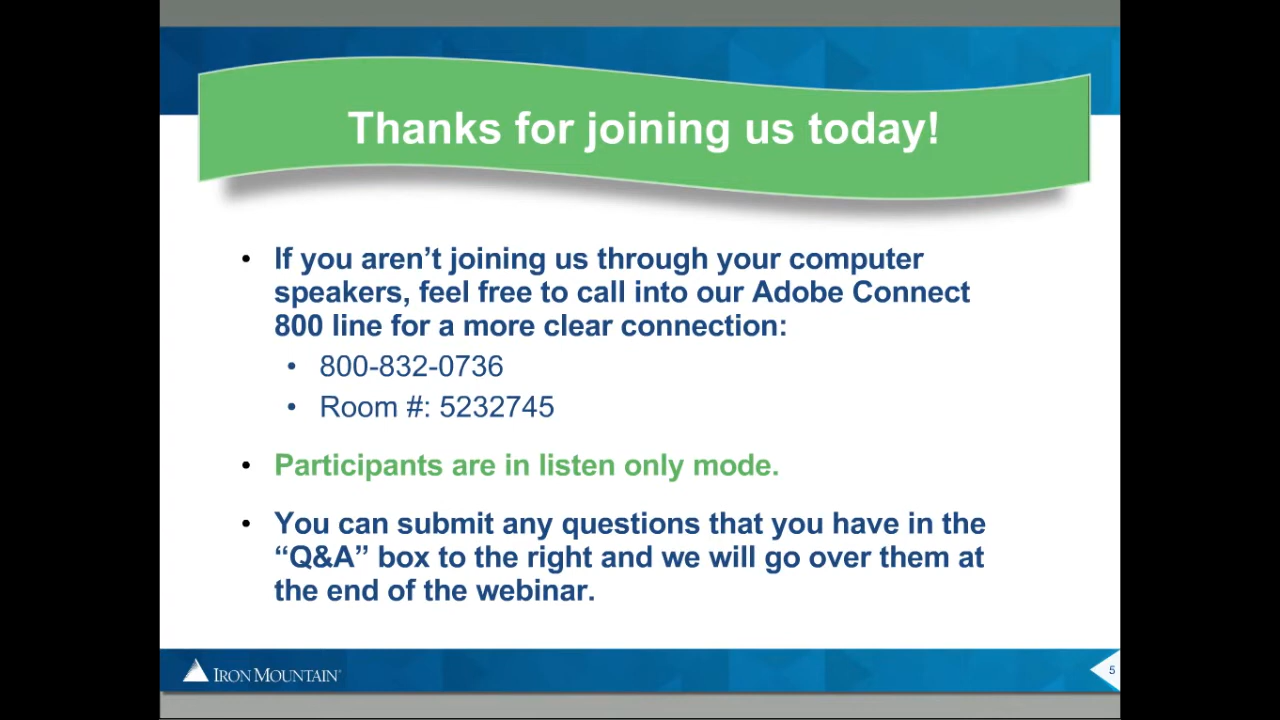 Thanks for joining us today!
• If you aren’t joining us through your computer
speakers, feel free to call into our Adobe Connect
800 line for a more clear connection:
• 800-832-0736
• Room #: 5232745
• Participants are in listen only mode.
• You can submit any questions that you have in the
“Q&A” box to the right and we will go over them at
the end of the webinar.
IRON MOUNTAIN®
5